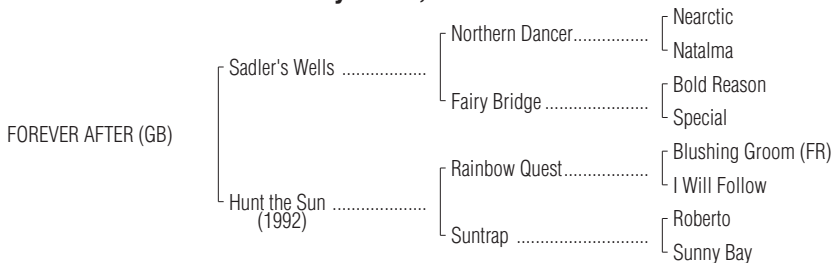 Nearctic
Northern Dancer................
Natalma
Sadler's Wells ..................
Bold Reason
Fairy Bridge ......................
Special
FOREVER AFTER (GB)
Blushing Groom (FR)
Rainbow Quest..................
I Will Follow
Hunt the Sun ....................
(1992)
Roberto
Suntrap ............................
Sunny Bay